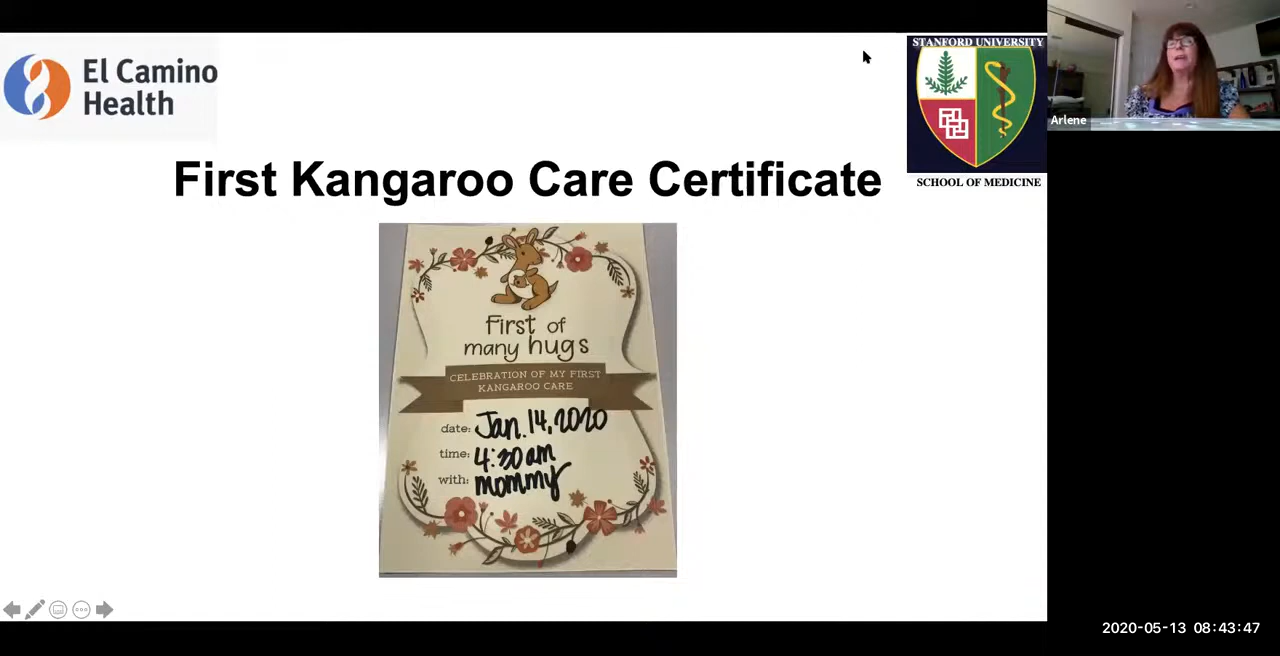 El Camino
Health
STANFORD UNIVERSITY
SCHOOL OF MEDICINE
Arlene
First Kangaroo Care Certificate
First of
many hugs
CELEBRATION OF MY FIRST
KANGAROO CARE
date: Jan. 14, 2020
time: 4:30 am
with: mommy
2020-05-13 08:43:47